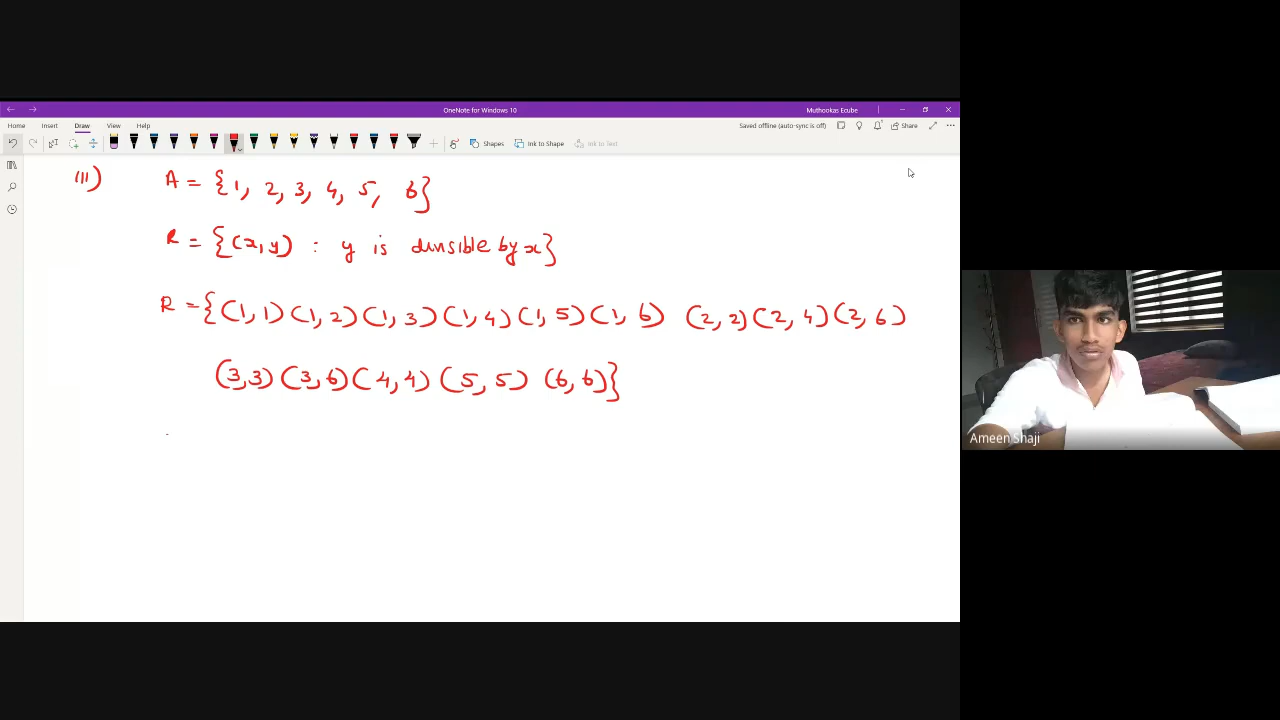 OneNote for Windows 10
Muthookas Ecube
Home Insert Draw View Help
Saved offline (auto-sync is off)
Share
Shapes
Ink to Shape
Ink to Text
III) A = {1, 2, 3, 4, 5, 6}
R = {(x,y) : y is divisible by x}
R = {(1, 1) (1, 2) (1, 3) (1, 4) (1, 5) (1, 6) (2, 2) (2, 4) (2, 6)
(3,3) (3,6) (4,4) (5,5) (6,6)}
Ameen Shaji